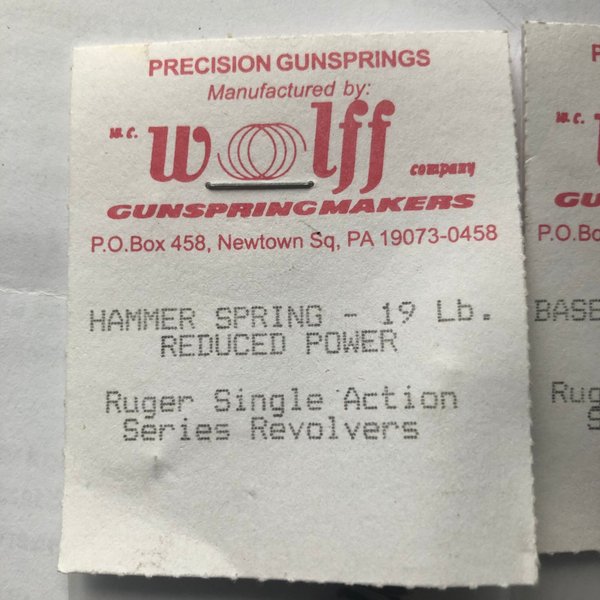 PRECISION GUNSPRINGS
Manufactured by:
W.C. Wolff company
GUNSPRINGMAKERS
P.O.Box 458, Newtown Sq, PA 19073-0458
HAMMER SPRING - 19 Lb.
REDUCED POWER
Ruger Single Action
Series Revolvers
W.C.
P.O.